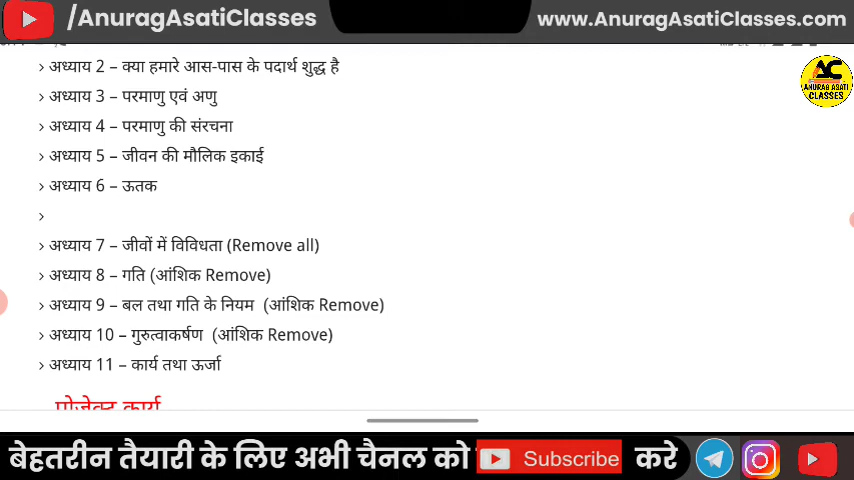 /AnuragAsatiClasses
www.AnuragAsatiClasses.com
> अध्याय 2 – क्या हमारे आस-पास के पदार्थ शुद्ध है
AC
ANURAG ASATI
CLASSES
> अध्याय 3 – परमाणु एवं अणु
> अध्याय 4 – परमाणु की संरचना
> अध्याय 5 – जीवन की मौलिक इकाई
> अध्याय 6 – ऊतक
>
> अध्याय 7 – जीवों में विविधता (Remove all)
> अध्याय 8 – गति (आंशिक Remove)
> अध्याय 9 – बल तथा गति के नियम (आंशिक Remove)
> अध्याय 10 – गुरुत्वाकर्षण (आंशिक Remove)
> अध्याय 11 – कार्य तथा ऊर्जा
प्रोजेक्ट कार्य
बेहतरीन तैयारी के लिए अभी चैनल को Subscribe करे